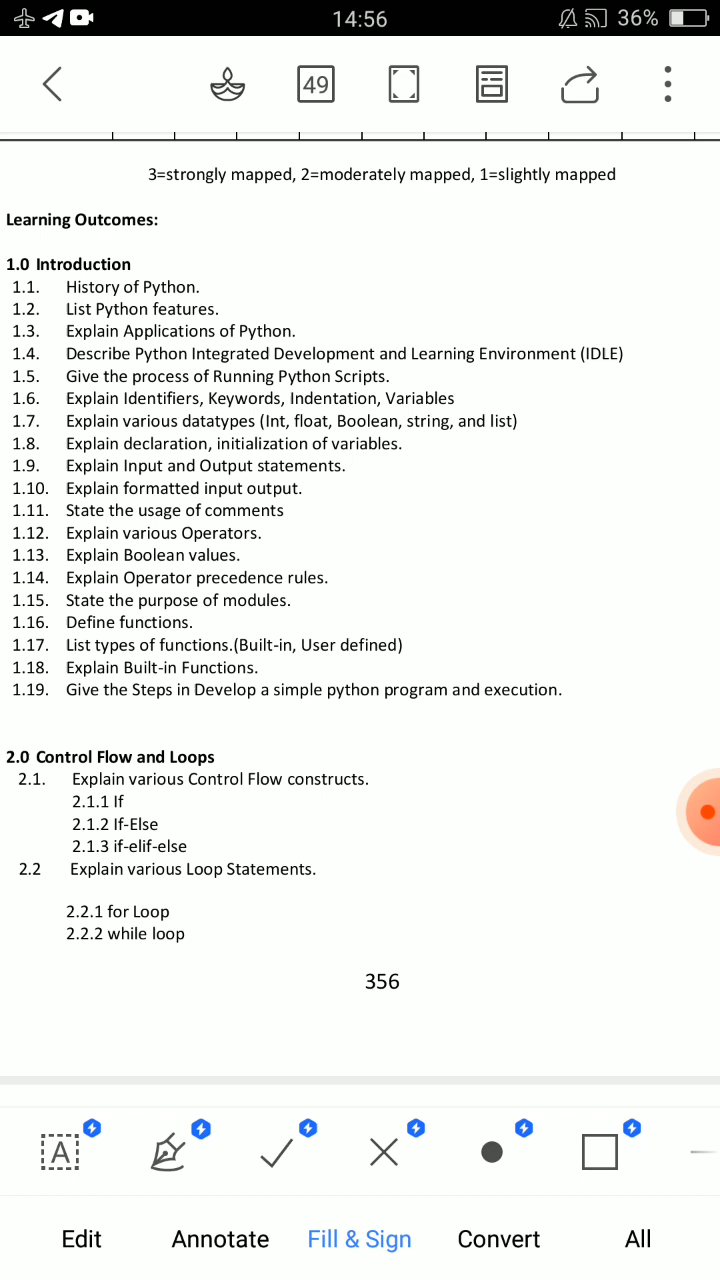 14:56
36%
49
3=strongly mapped, 2=moderately mapped, 1=slightly mapped
Learning Outcomes:
1.0 Introduction
1.1. History of Python.
1.2. List Python features.
1.3. Explain Applications of Python.
1.4. Describe Python Integrated Development and Learning Environment (IDLE)
1.5. Give the process of Running Python Scripts.
1.6. Explain Identifiers, Keywords, Indentation, Variables
1.7. Explain various datatypes (Int, float, Boolean, string, and list)
1.8. Explain declaration, initialization of variables.
1.9. Explain Input and Output statements.
1.10. Explain formatted input output.
1.11. State the usage of comments
1.12. Explain various Operators.
1.13. Explain Boolean values.
1.14. Explain Operator precedence rules.
1.15. State the purpose of modules.
1.16. Define functions.
1.17. List types of functions.(Built-in, User defined)
1.18. Explain Built-in Functions.
1.19. Give the Steps in Develop a simple python program and execution.
2.0 Control Flow and Loops
2.1. Explain various Control Flow constructs.
2.1.1 If
2.1.2 If-Else
2.1.3 if-elif-else
2.2 Explain various Loop Statements.
2.2.1 for Loop
2.2.2 while loop
356
A
Edit Annotate Fill & Sign Convert All